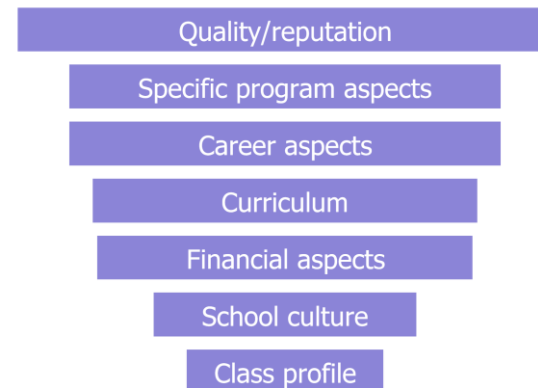 Quality/reputation
Specific program aspects
Career aspects
Curriculum
Financial aspects
School culture
Class profile